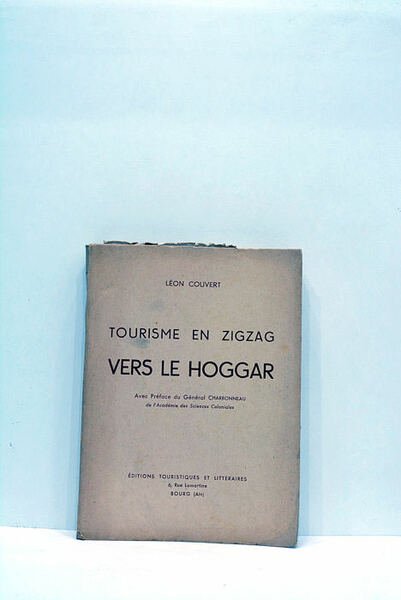 LÉON COUVERT
TOURISME EN ZIGZAG
VERS LE HOGGAR
Avec Préface du Général CHARBONNEAU
de l'Académie des Sciences Coloniales
ÉDITIONS TOURISTIQUES ET LITTÉRAIRES
6, Rue Lamartine
BOURG (AIN)